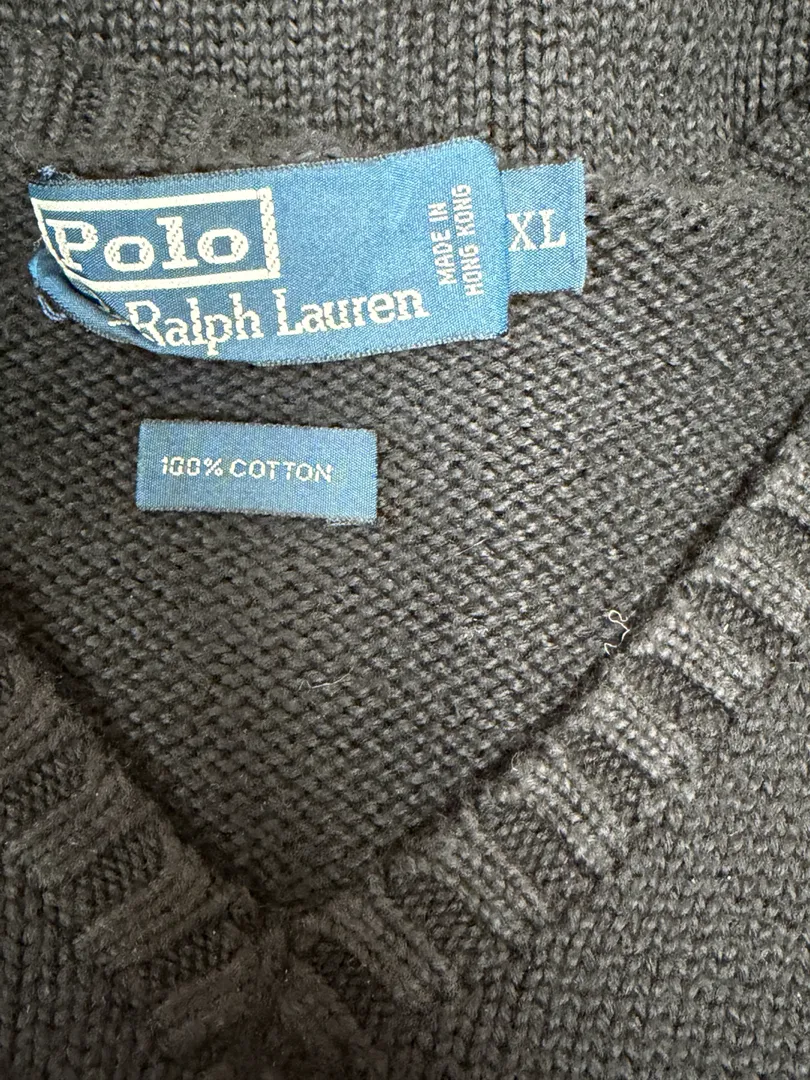 Polo
Ralph Lauren
MADE IN
HONG KONG
XL
100% COTTON